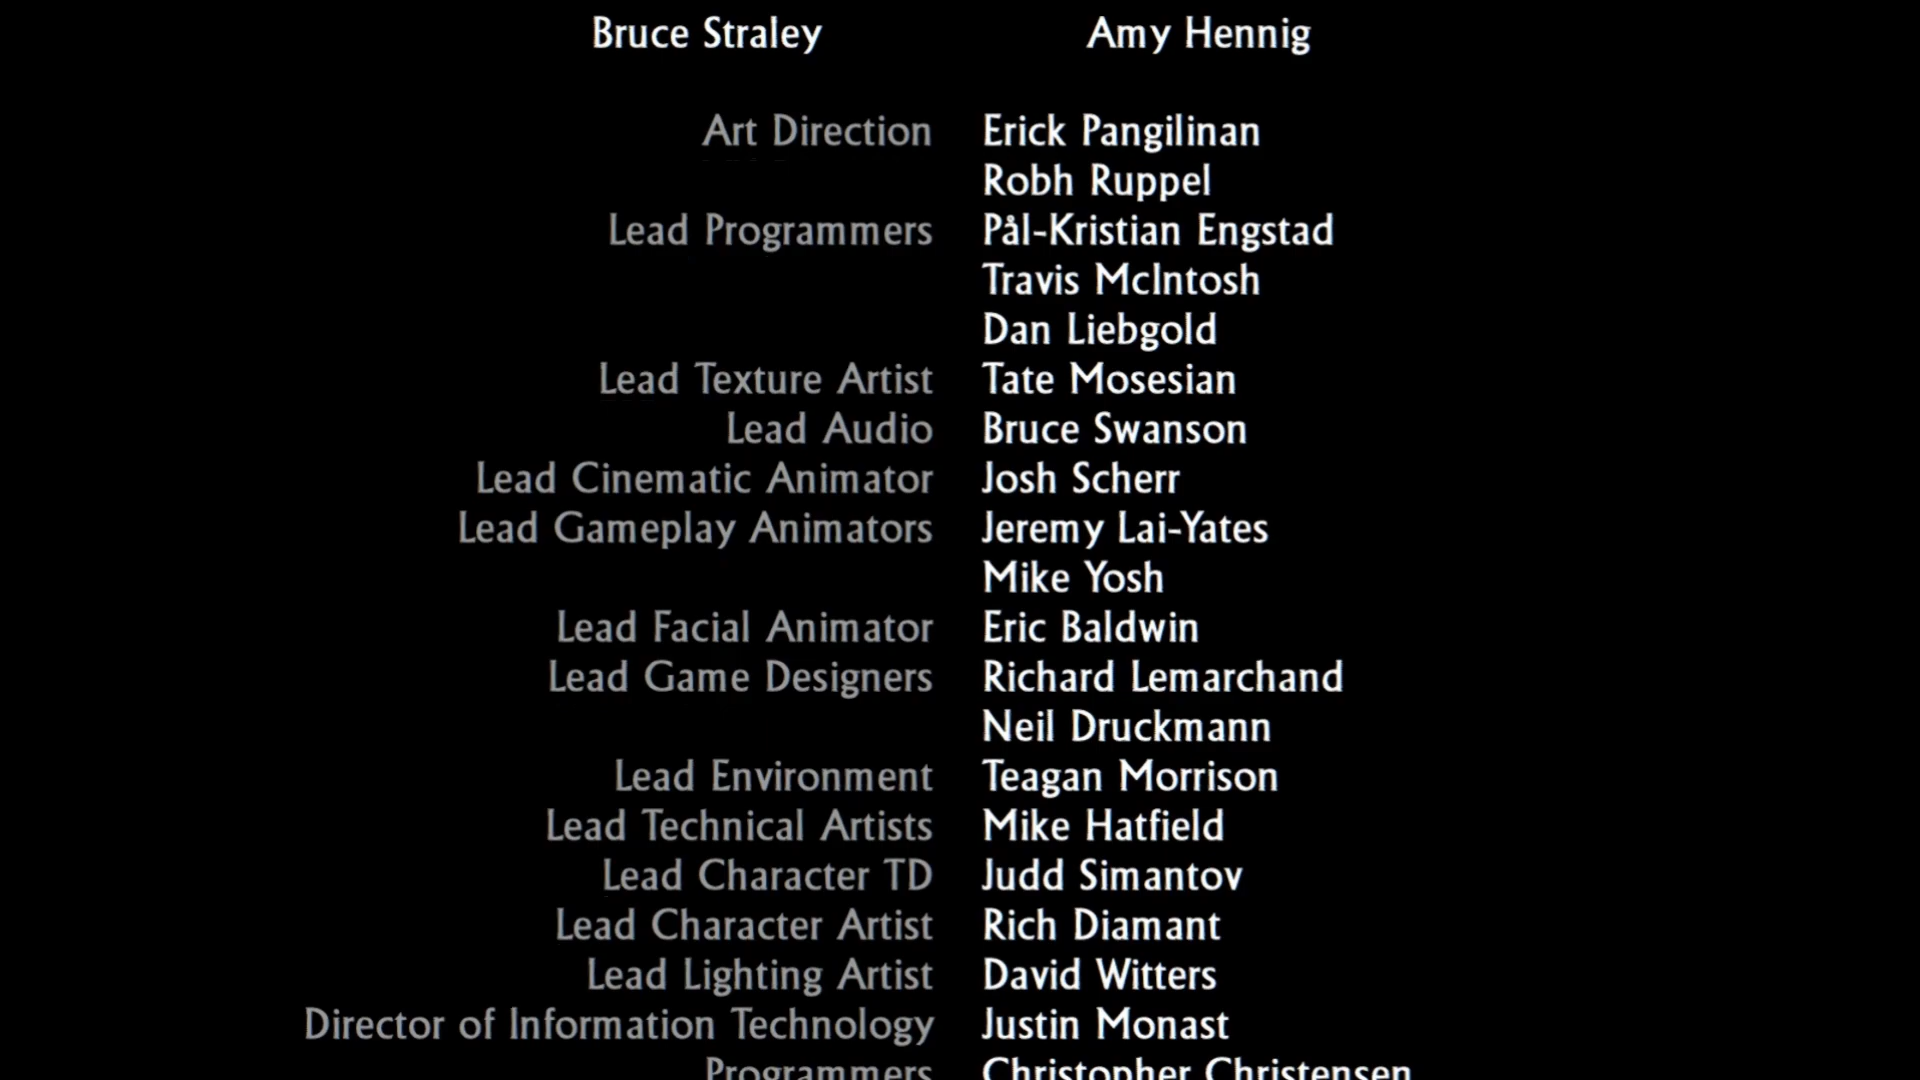 Bruce Straley Amy Hennig
Art Direction Erick Pangilinan
Robh Ruppel
Lead Programmers Pål-Kristian Engstad
Travis McIntosh
Dan Liebgold
Lead Texture Artist Tate Mosesian
Lead Audio Bruce Swanson
Lead Cinematic Animator Josh Scherr
Lead Gameplay Animators Jeremy Lai-Yates
Mike Yosh
Lead Facial Animator Eric Baldwin
Lead Game Designers Richard Lemarchand
Neil Druckmann
Lead Environment Teagan Morrison
Lead Technical Artists Mike Hatfield
Lead Character TD Judd Simantov
Lead Character Artist Rich Diamant
Lead Lighting Artist David Witters
Director of Information Technology Justin Monast
Programmers Christopher Christensen